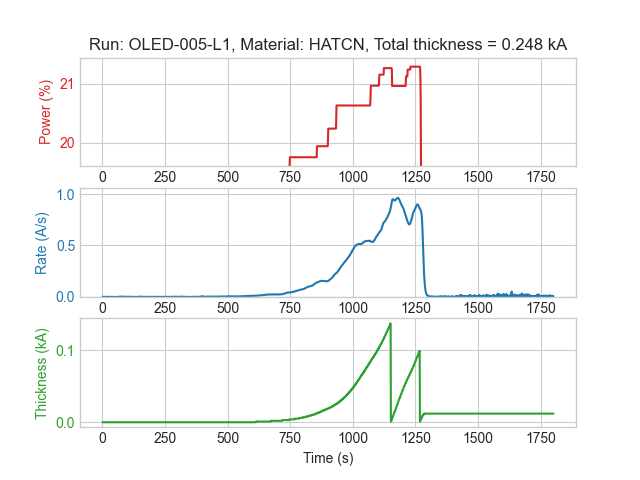 Run: OLED-005-L1, Material: HATCN, Total thickness = 0.248 kA
Power (%)
21
20
0 250 500 750 1000 1250 1500 1750
Rate (A/s)
1.0
0.5
0.0
0 250 500 750 1000 1250 1500 1750
Thickness (kA)
0.1
0.0
0 250 500 750 1000 1250 1500 1750
Time (s)